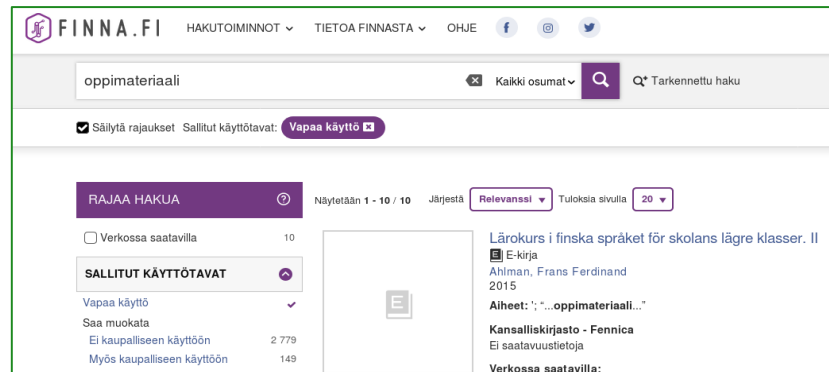 FINNA.FI HAKUTOIMINNOT TIETOA FINNASTA OHJE
oppimateriaali Kaikki osumat Tarkennettu haku
Säilytä rajaukset Sallitut käyttötavat: Vapaa käyttö
RAJAA HAKUA
Näytetään 1 - 10 / 10 Järjestä Relevanssi Tuloksia sivulla 20
Verkossa saatavilla 10
SALLITUT KÄYTTÖTAVAT
Vapaa käyttö
Saa muokata
Ei kaupalliseen käyttöön 2 779
Myös kaupalliseen käyttöön 149
E
Lärokurs i finska språket för skolans lägre klasser. II
E E-kirja
Ahlman, Frans Ferdinand
2015
Aiheet: '; “...oppimateriaali...”
Kansalliskirjasto - Fennica
Ei saatavuustietoja
Verkossa saatavilla: